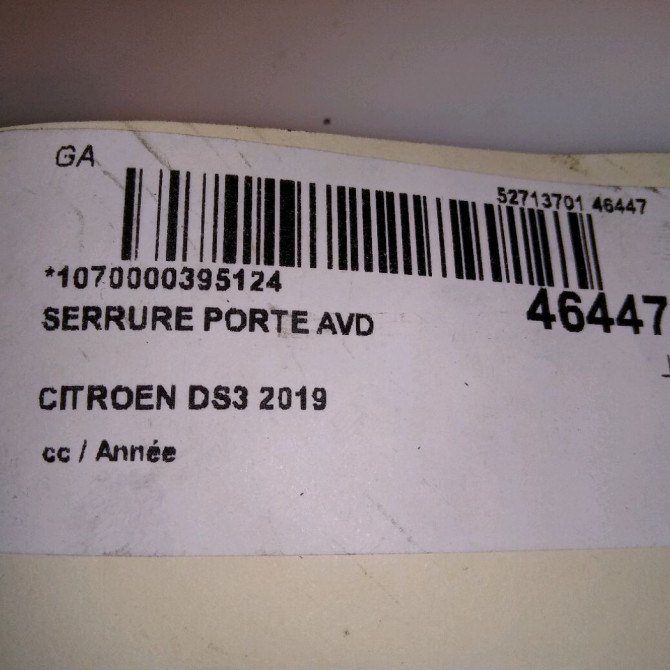 GA
52713701 46447
*1070000395124
46447
SERRURE PORTE AVD
CITROEN DS3 2019
cc / Année